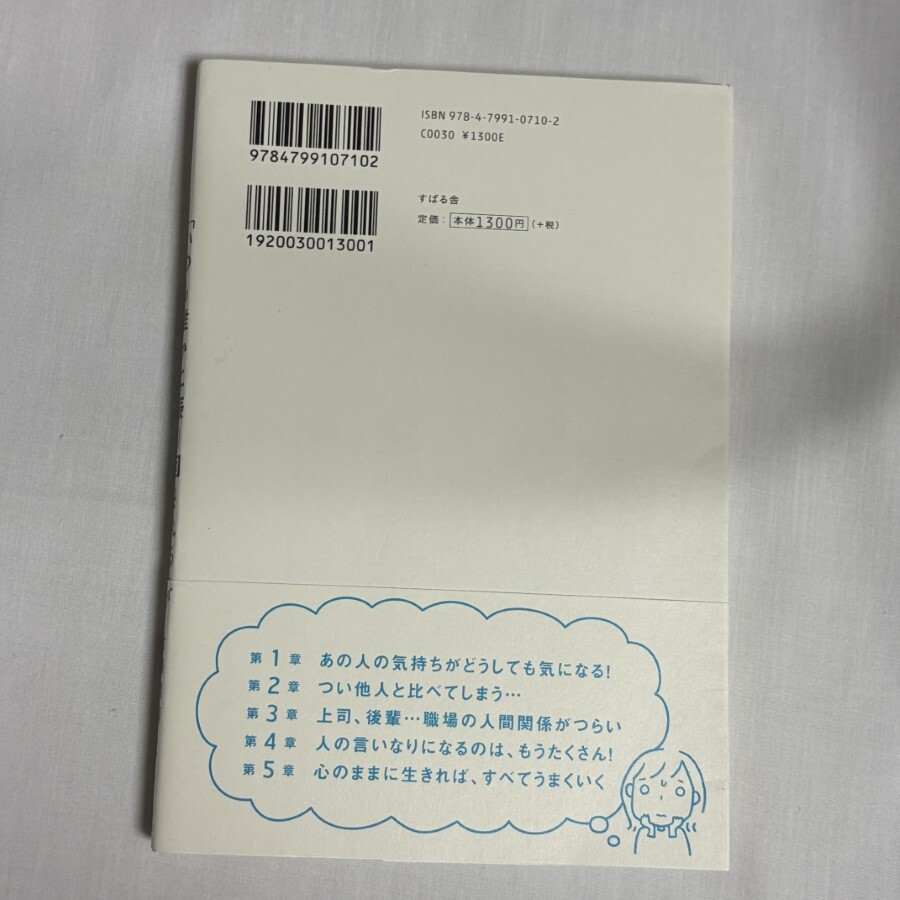 ISBN 978-4-7991-0710-2
C0030 ¥1300E
9784799107102
すばる舎
定価：本体1300円（+税）
1920030013001
第1章 あの人の気持ちがどうしても気になる！
第2章 つい他人と比べてしまう…
第3章 上司、後輩…職場の人間関係がつらい
第4章 人の言いなりになるのは、もうたくさん！
第5章 心のままに生きれば、すべてうまくいく